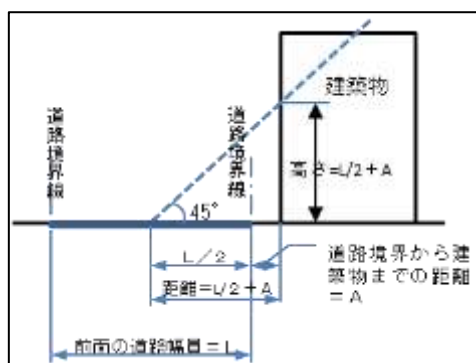 建築物
道路境界線
道路境界線
高さ=L/2+A
45°
L/2
距離=L/2+A
道路境界から建
築物までの距離
=A
前面の道路幅員=L